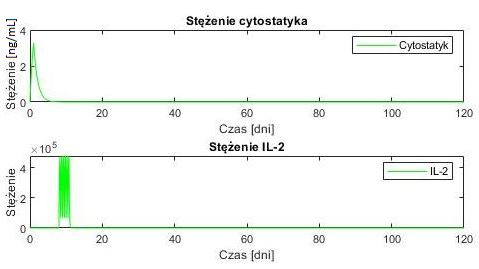 Stężenie cytostatyka
Stężenie [ng/mL]
4
2
0
Cytostatyk
0 20 40 60 80 100 120
Czas [dni]
Stężenie IL-2
×10⁵
Stężenie
4
2
0
IL-2
0 20 40 60 80 100 120
Czas [dni]